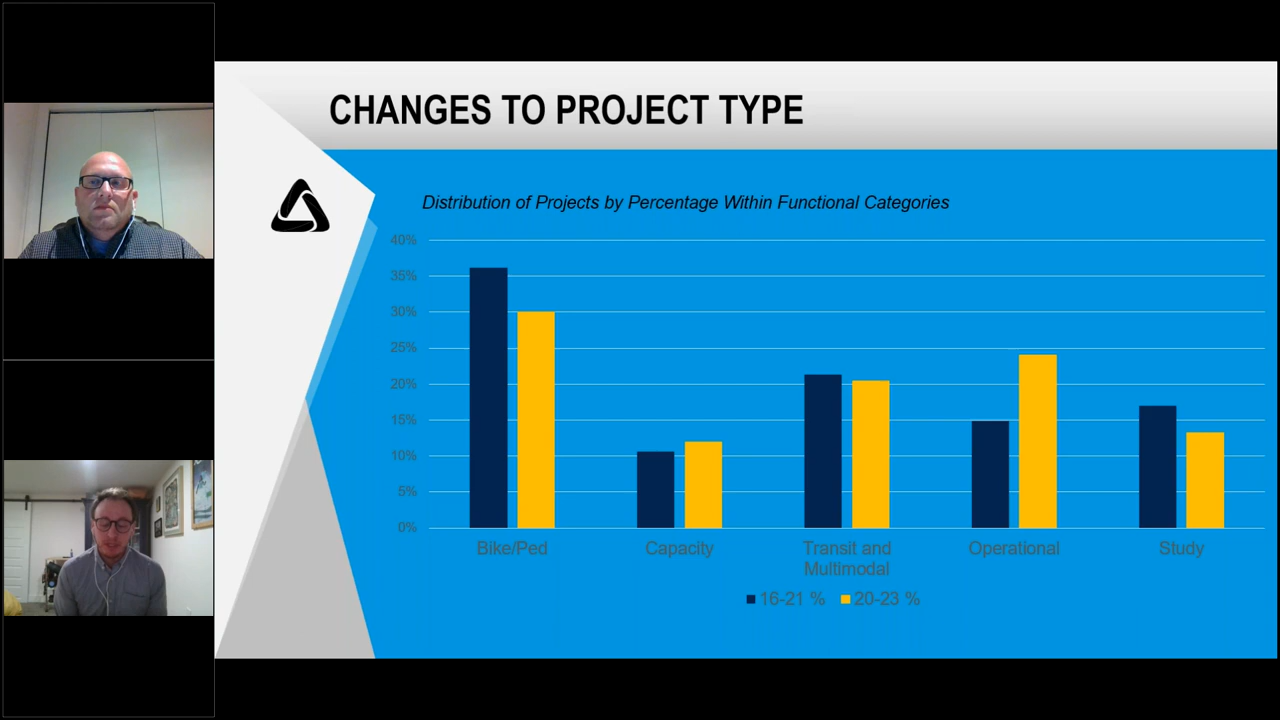 CHANGES TO PROJECT TYPE
Distribution of Projects by Percentage Within Functional Categories
40%
35%
30%
25%
20%
15%
10%
5%
0%
Bike/Ped
Capacity
Transit and
Multimodal
Operational
Study
16-21 %
20-23 %